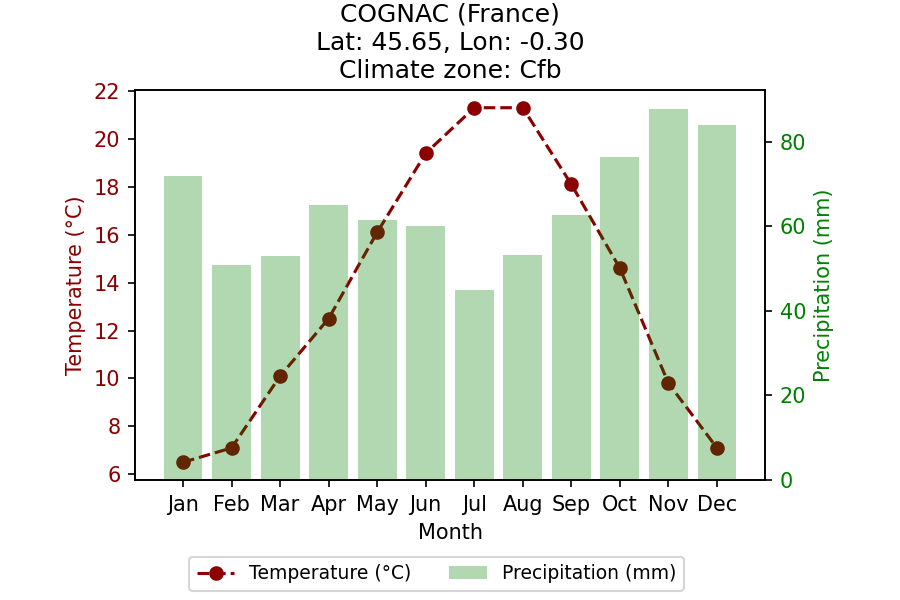 COGNAC (France)
Lat: 45.65, Lon: -0.30
Climate zone: Cfb
Temperature (°C)
22
20
18
16
14
12
10
8
6
Precipitation (mm)
80
60
40
20
0
Jan Feb Mar Apr May Jun Jul Aug Sep Oct Nov Dec
Month
Temperature (°C) Precipitation (mm)